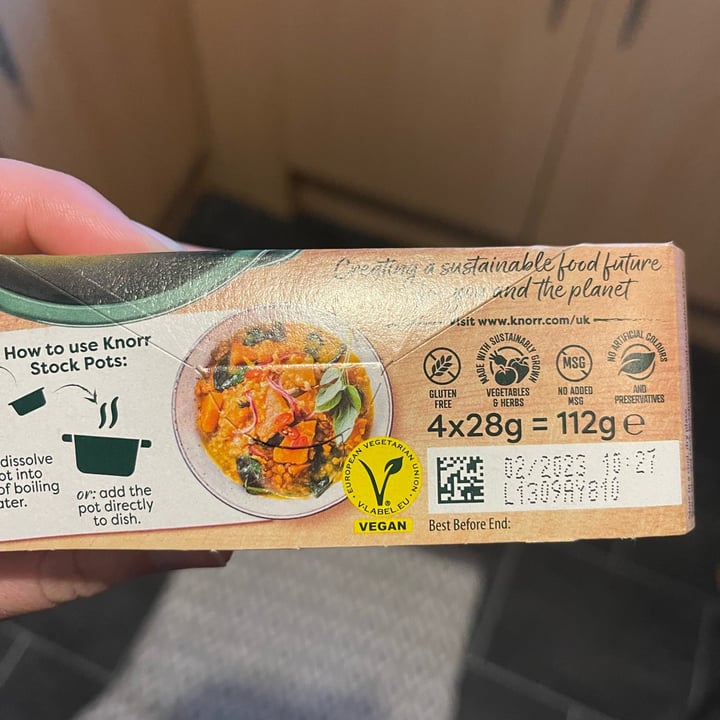 Creating a sustainable food future
you and the planet
visit www.knorr.com/uk
How to use Knorr
Stock Pots:
dissolve
ot into
of boiling
ater.
or: add the
pot directly
to dish.
EUROPEAN VEGETARIAN UNION
V-LABEL.EU
VEGAN
GLUTEN
FREE
MADE WITH SUSTAINABLY GROWN
VEGETABLES
& HERBS
MSG
NO ADDED
MSG
NO ARTIFICIAL COLOURS
AND
PRESERVATIVES
4x28g = 112g e
02/2023 10:27
L1309AY810
Best Before End: